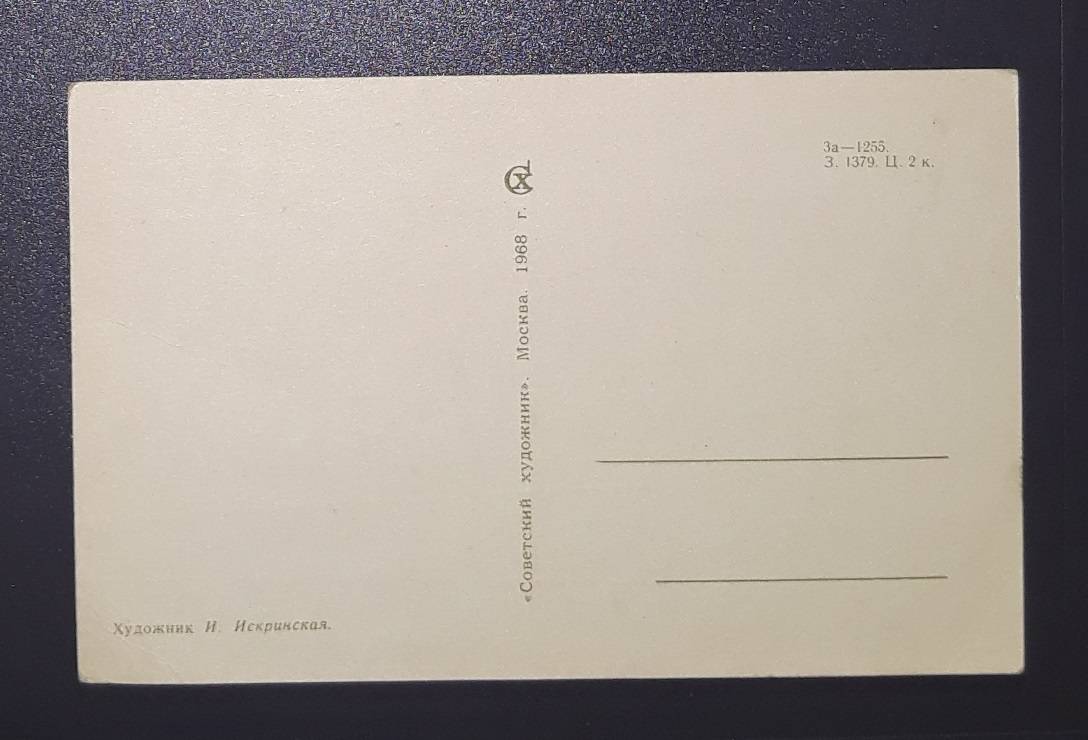 За—1255.
З. 1379. Ц. 2 к.
«Советский художник». Москва. 1968 г.
Художник И. Искринская.